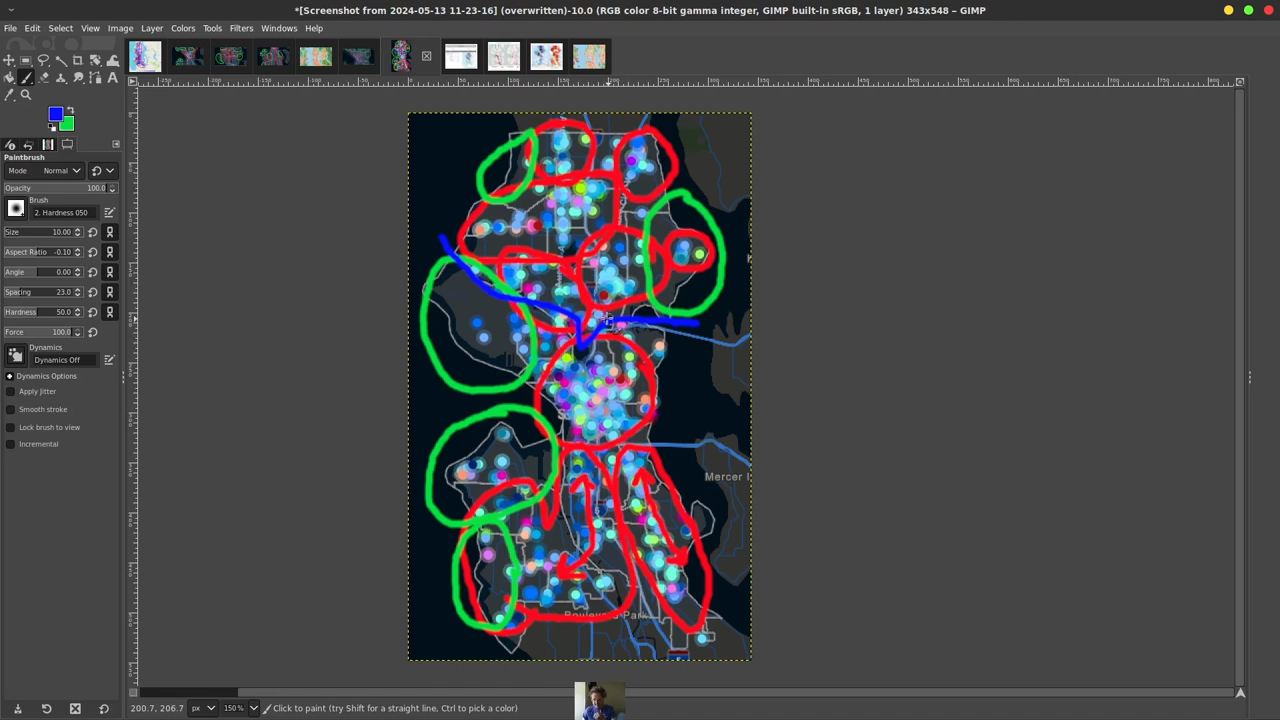 *[Screenshot from 2024-05-13 11-23-16] (overwritten)-10.0 (RGB color 8-bit gamma integer, GIMP built-in sRGB, 1 layer) 343x548 – GIMP
File Edit Select View Image Layer Colors Tools Filters Windows Help
Paintbrush
Mode Normal
Opacity 100.0
Brush
2. Hardness 050
Size 10.00
Aspect Ratio -0.10
Angle 0.00
Spacing 23.0
Hardness 50.0
Force 100.0
Dynamics
Dynamics Off
Dynamics Options
Apply Jitter
Smooth stroke
Lock brush to view
Incremental
Mercer I
Boulevard Park
200.7, 206.7 px 150% Click to paint (try Shift for a straight line, Ctrl to pick a color)